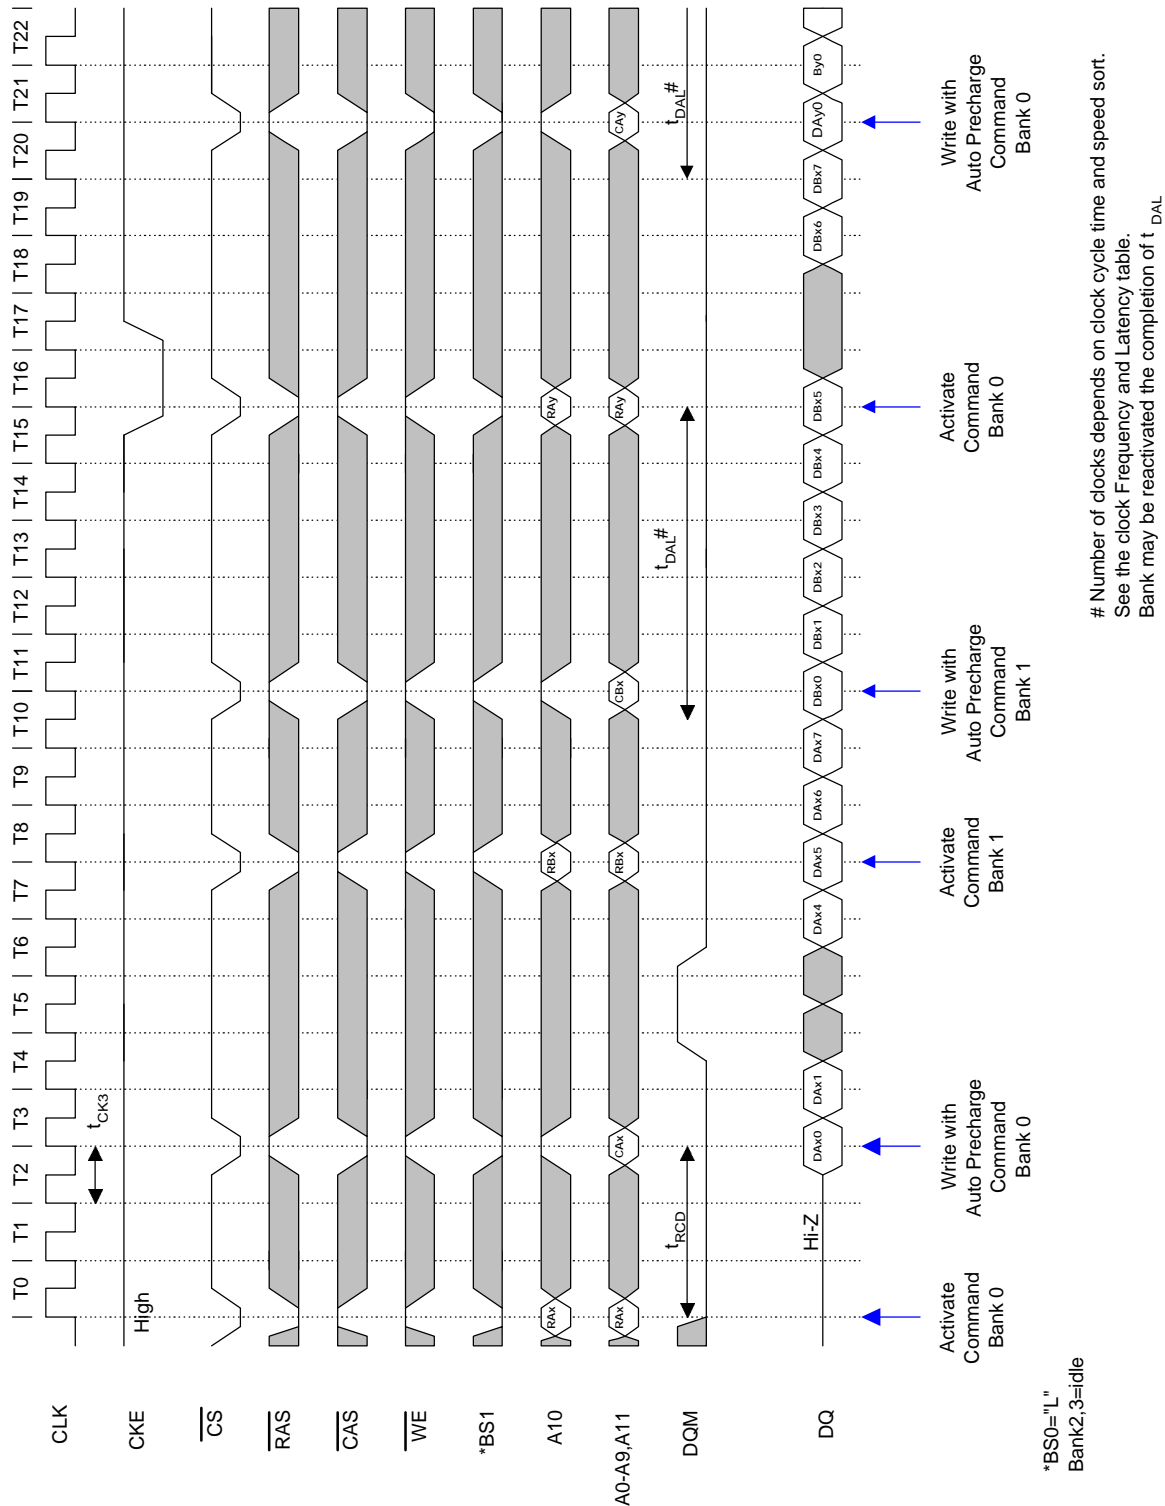 T0 | T1 | T2 | T3 | T4 | T5 | T6 | T7 | T8 | T9 | T10 | T11 | T12 | T13 | T14 | T15 | T16 | T17 | T18 | T19 | T20 | T21 | T22
CLK
tCK3
CKE
High
CS
RAS
CAS
WE
*BS1
A10
RAx
RBx
RAy
A0-A9,A11
RAx
CAx
RBx
CBx
RAy
CAy
DQM
tRCD
tDAL#
tDAL#
DQ
Hi-Z
DAx0
DAx1
DAx4
DAx5
DAx6
DAx7
DBx0
DBx1
DBx2
DBx3
DBx4
DBx5
DBx6
DBx7
DAy0
By0
Activate
Command
Bank 0
Write with
Auto Precharge
Command
Bank 0
Activate
Command
Bank 1
Write with
Auto Precharge
Command
Bank 1
Activate
Command
Bank 0
Write with
Auto Precharge
Command
Bank 0
*BS0="L"
Bank2,3=idle
# Number of clocks depends on clock cycle time and speed sort.
See the clock Frequency and Latency table.
Bank may be reactivated the completion of t DAL